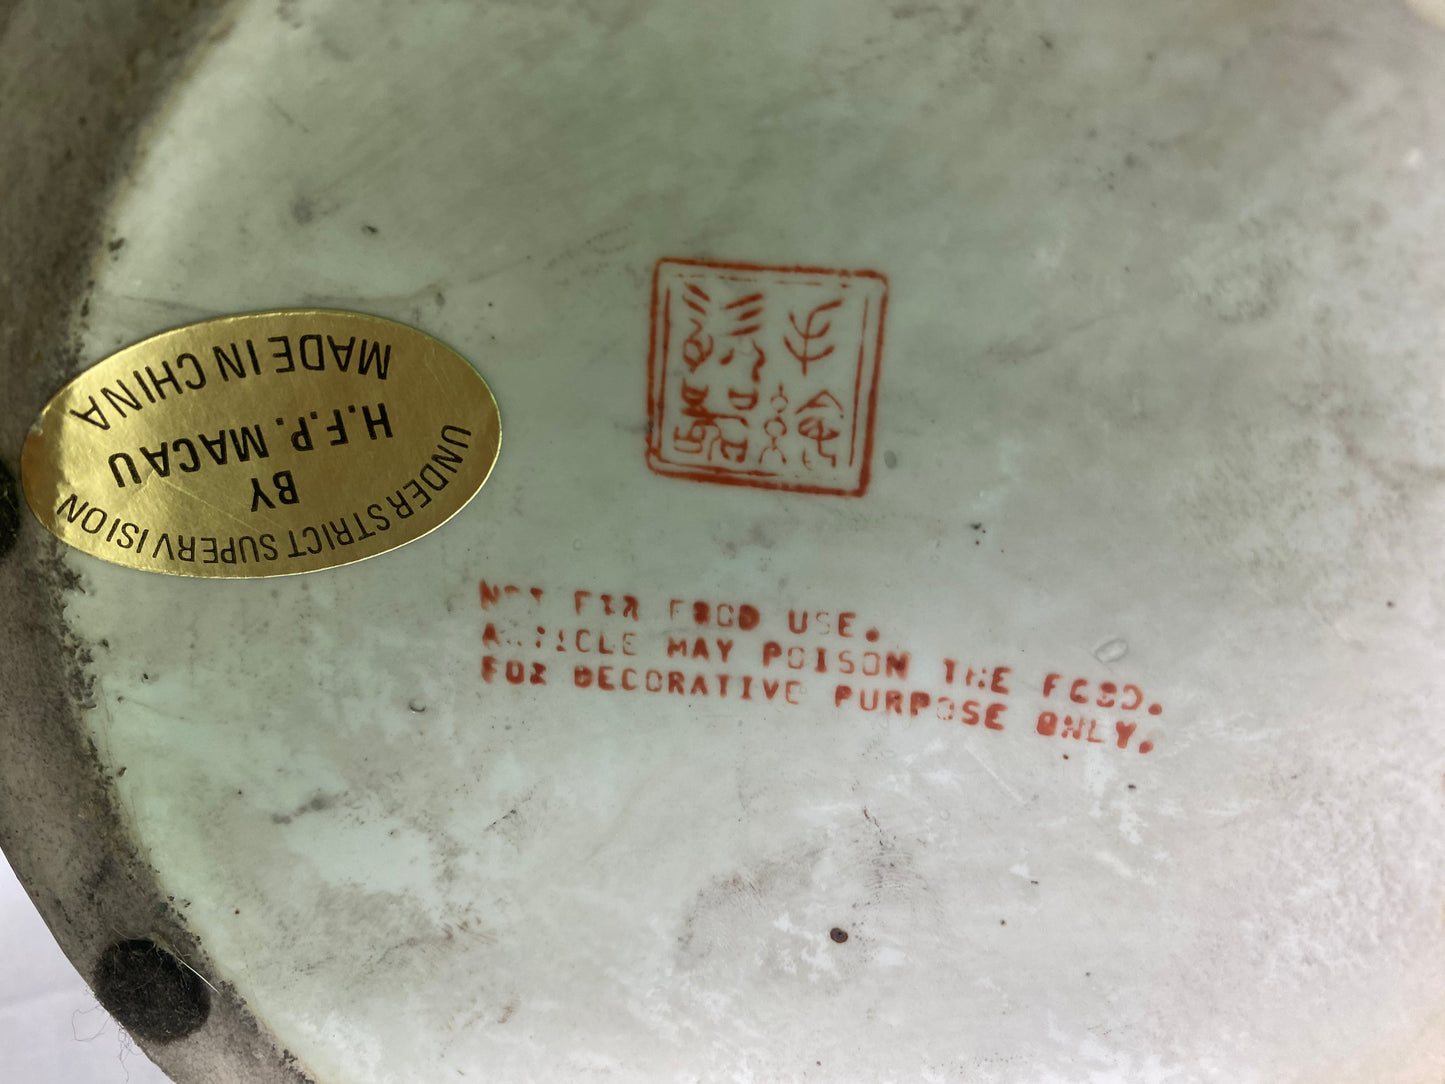 MADE IN CHINA
H.F.P. MACAU
BY
UNDER STRICT SUPERVISION
NOT FOR FOOD USE.
ARTICLE MAY POISON THE FOOD.
FOR DECORATIVE PURPOSE ONLY.